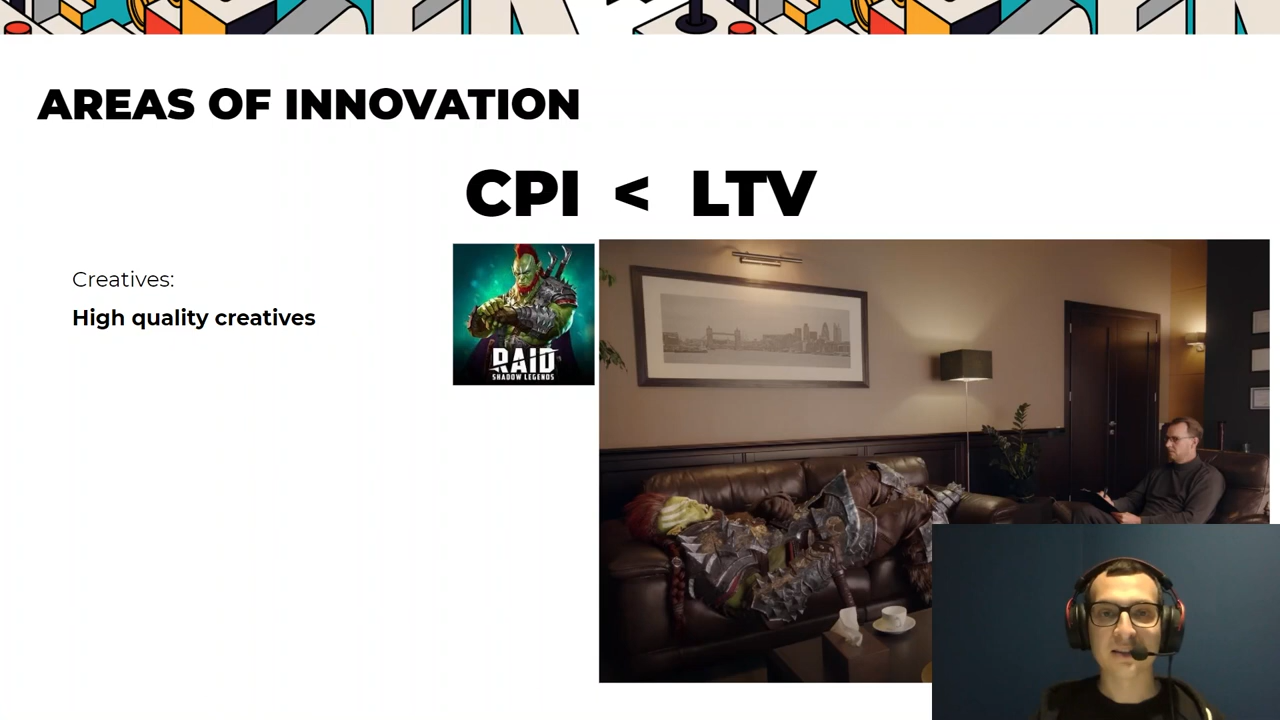 AREAS OF INNOVATION
CPI < LTV
Creatives:
High quality creatives
RAID
SHADOW LEGENDS